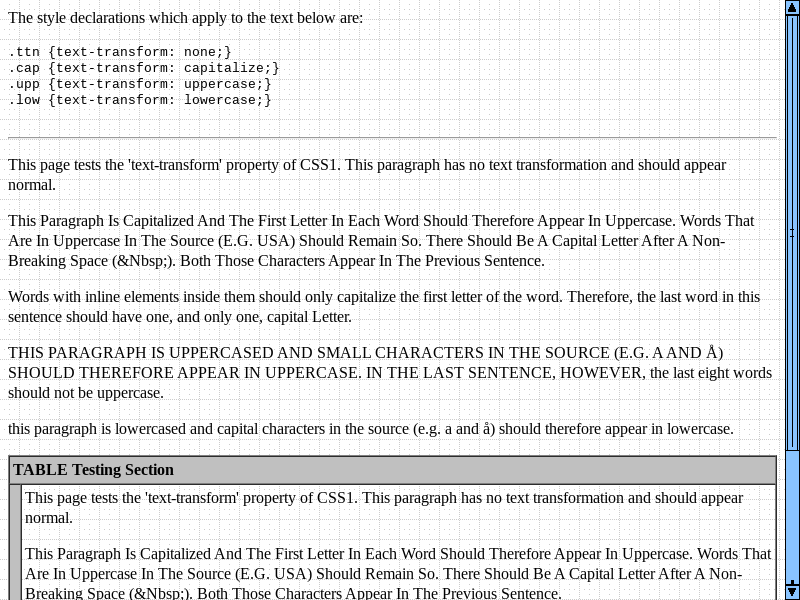 The style declarations which apply to the text below are:
.ttn {text-transform: none;}
.cap {text-transform: capitalize;}
.upp {text-transform: uppercase;}
.low {text-transform: lowercase;}
This page tests the 'text-transform' property of CSS1. This paragraph has no text transformation and should appear
normal.
This Paragraph Is Capitalized And The First Letter In Each Word Should Therefore Appear In Uppercase. Words That
Are In Uppercase In The Source (E.G. USA) Should Remain So. There Should Be A Capital Letter After A Non-
Breaking Space (&Nbsp;). Both Those Characters Appear In The Previous Sentence.
Words with inline elements inside them should only capitalize the first letter of the word. Therefore, the last word in this
sentence should have one, and only one, capital Letter.
THIS PARAGRAPH IS UPPERCASED AND SMALL CHARACTERS IN THE SOURCE (E.G. A AND Å)
SHOULD THEREFORE APPEAR IN UPPERCASE. IN THE LAST SENTENCE, HOWEVER, the last eight words
should not be uppercase.
this paragraph is lowercased and capital characters in the source (e.g. a and å) should therefore appear in lowercase.
TABLE Testing Section
This page tests the 'text-transform' property of CSS1. This paragraph has no text transformation and should appear
normal.
This Paragraph Is Capitalized And The First Letter In Each Word Should Therefore Appear In Uppercase. Words That
Are In Uppercase In The Source (E.G. USA) Should Remain So. There Should Be A Capital Letter After A Non-
Breaking Space (&Nbsp;). Both Those Characters Appear In The Previous Sentence.